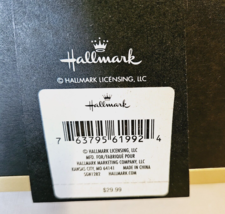 Hallmark
© HALLMARK LICENSING, LLC
Hallmark
7 63795 61992 4
© HALLMARK LICENSING, LLC
MFD. FOR/FABRIQUÉ POUR
HALLMARK MARKETING COMPANY, LLC
KANSAS CITY, MO 64141 MADE IN CHINA
HALLMARK.COM
$29.99